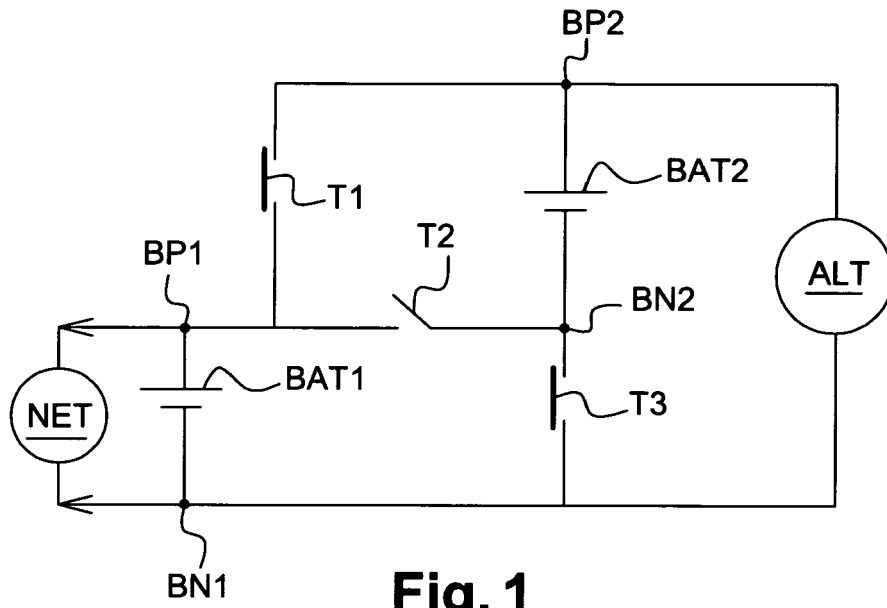 BP2
BAT2
T1
T2
BP1
ALT
BN2
BAT1
NET
T3
BN1
Fig. 1